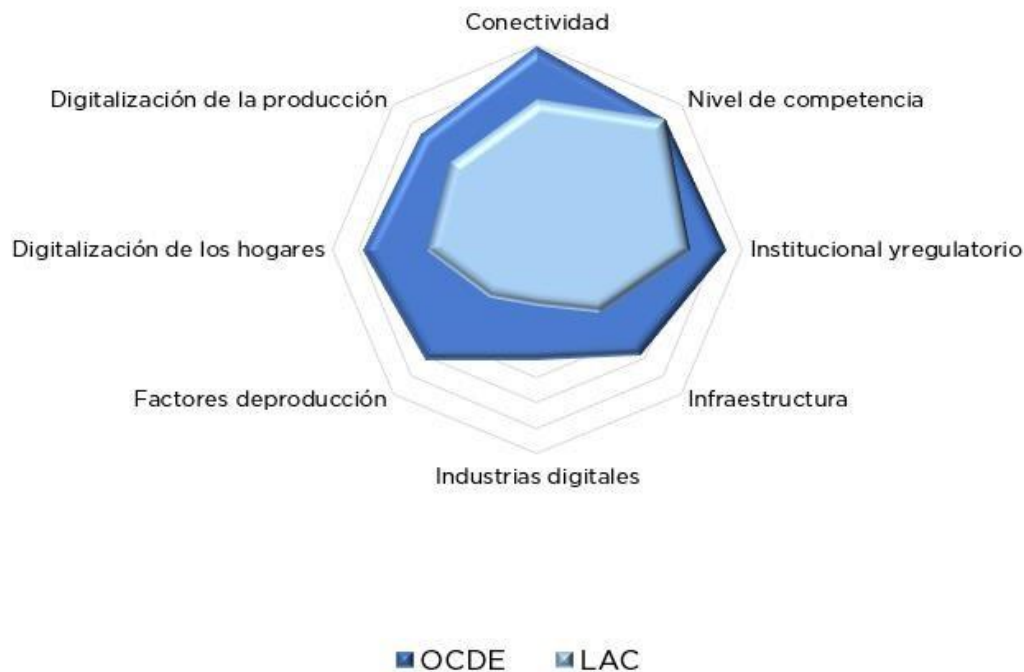 Conectividad
Digitalización de la producción
Nivel de competencia
Digitalización de los hogares
Institucional yregulatorio
Factores deproducción
Infraestructura
Industrias digitales
OCDE LAC